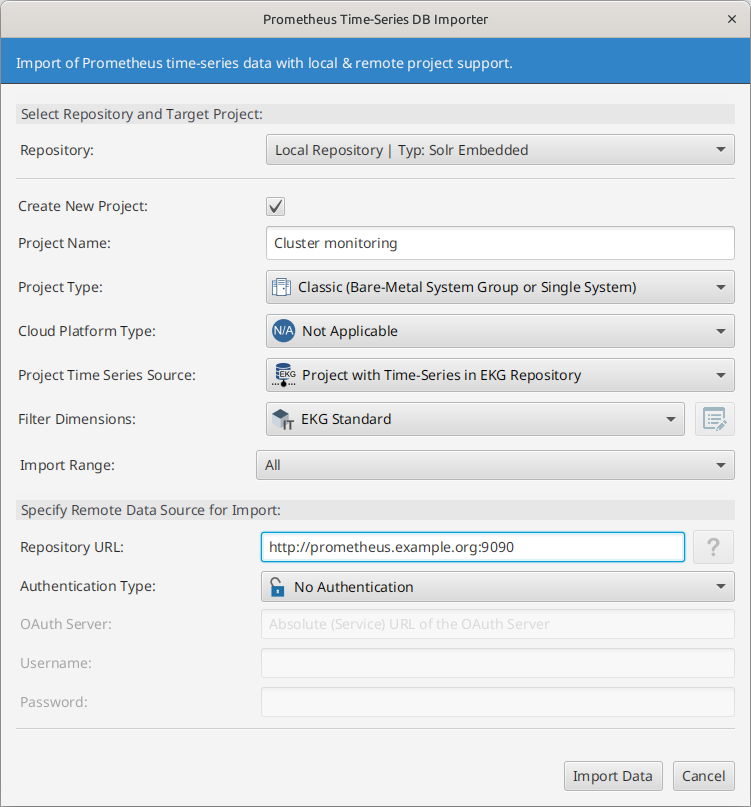 Prometheus Time-Series DB Importer
Import of Prometheus time-series data with local & remote project support.
Select Repository and Target Project:
Repository: Local Repository | Typ: Solr Embedded
Create New Project:
Project Name: Cluster monitoring
Project Type: Classic (Bare-Metal System Group or Single System)
Cloud Platform Type: N/A Not Applicable
Project Time Series Source: EKG Project with Time-Series in EKG Repository
Filter Dimensions: IT EKG Standard
Import Range: All
Specify Remote Data Source for Import:
Repository URL: http://prometheus.example.org:9090 ?
Authentication Type: No Authentication
OAuth Server: Absolute (Service) URL of the OAuth Server
Username:
Password:
Import Data Cancel